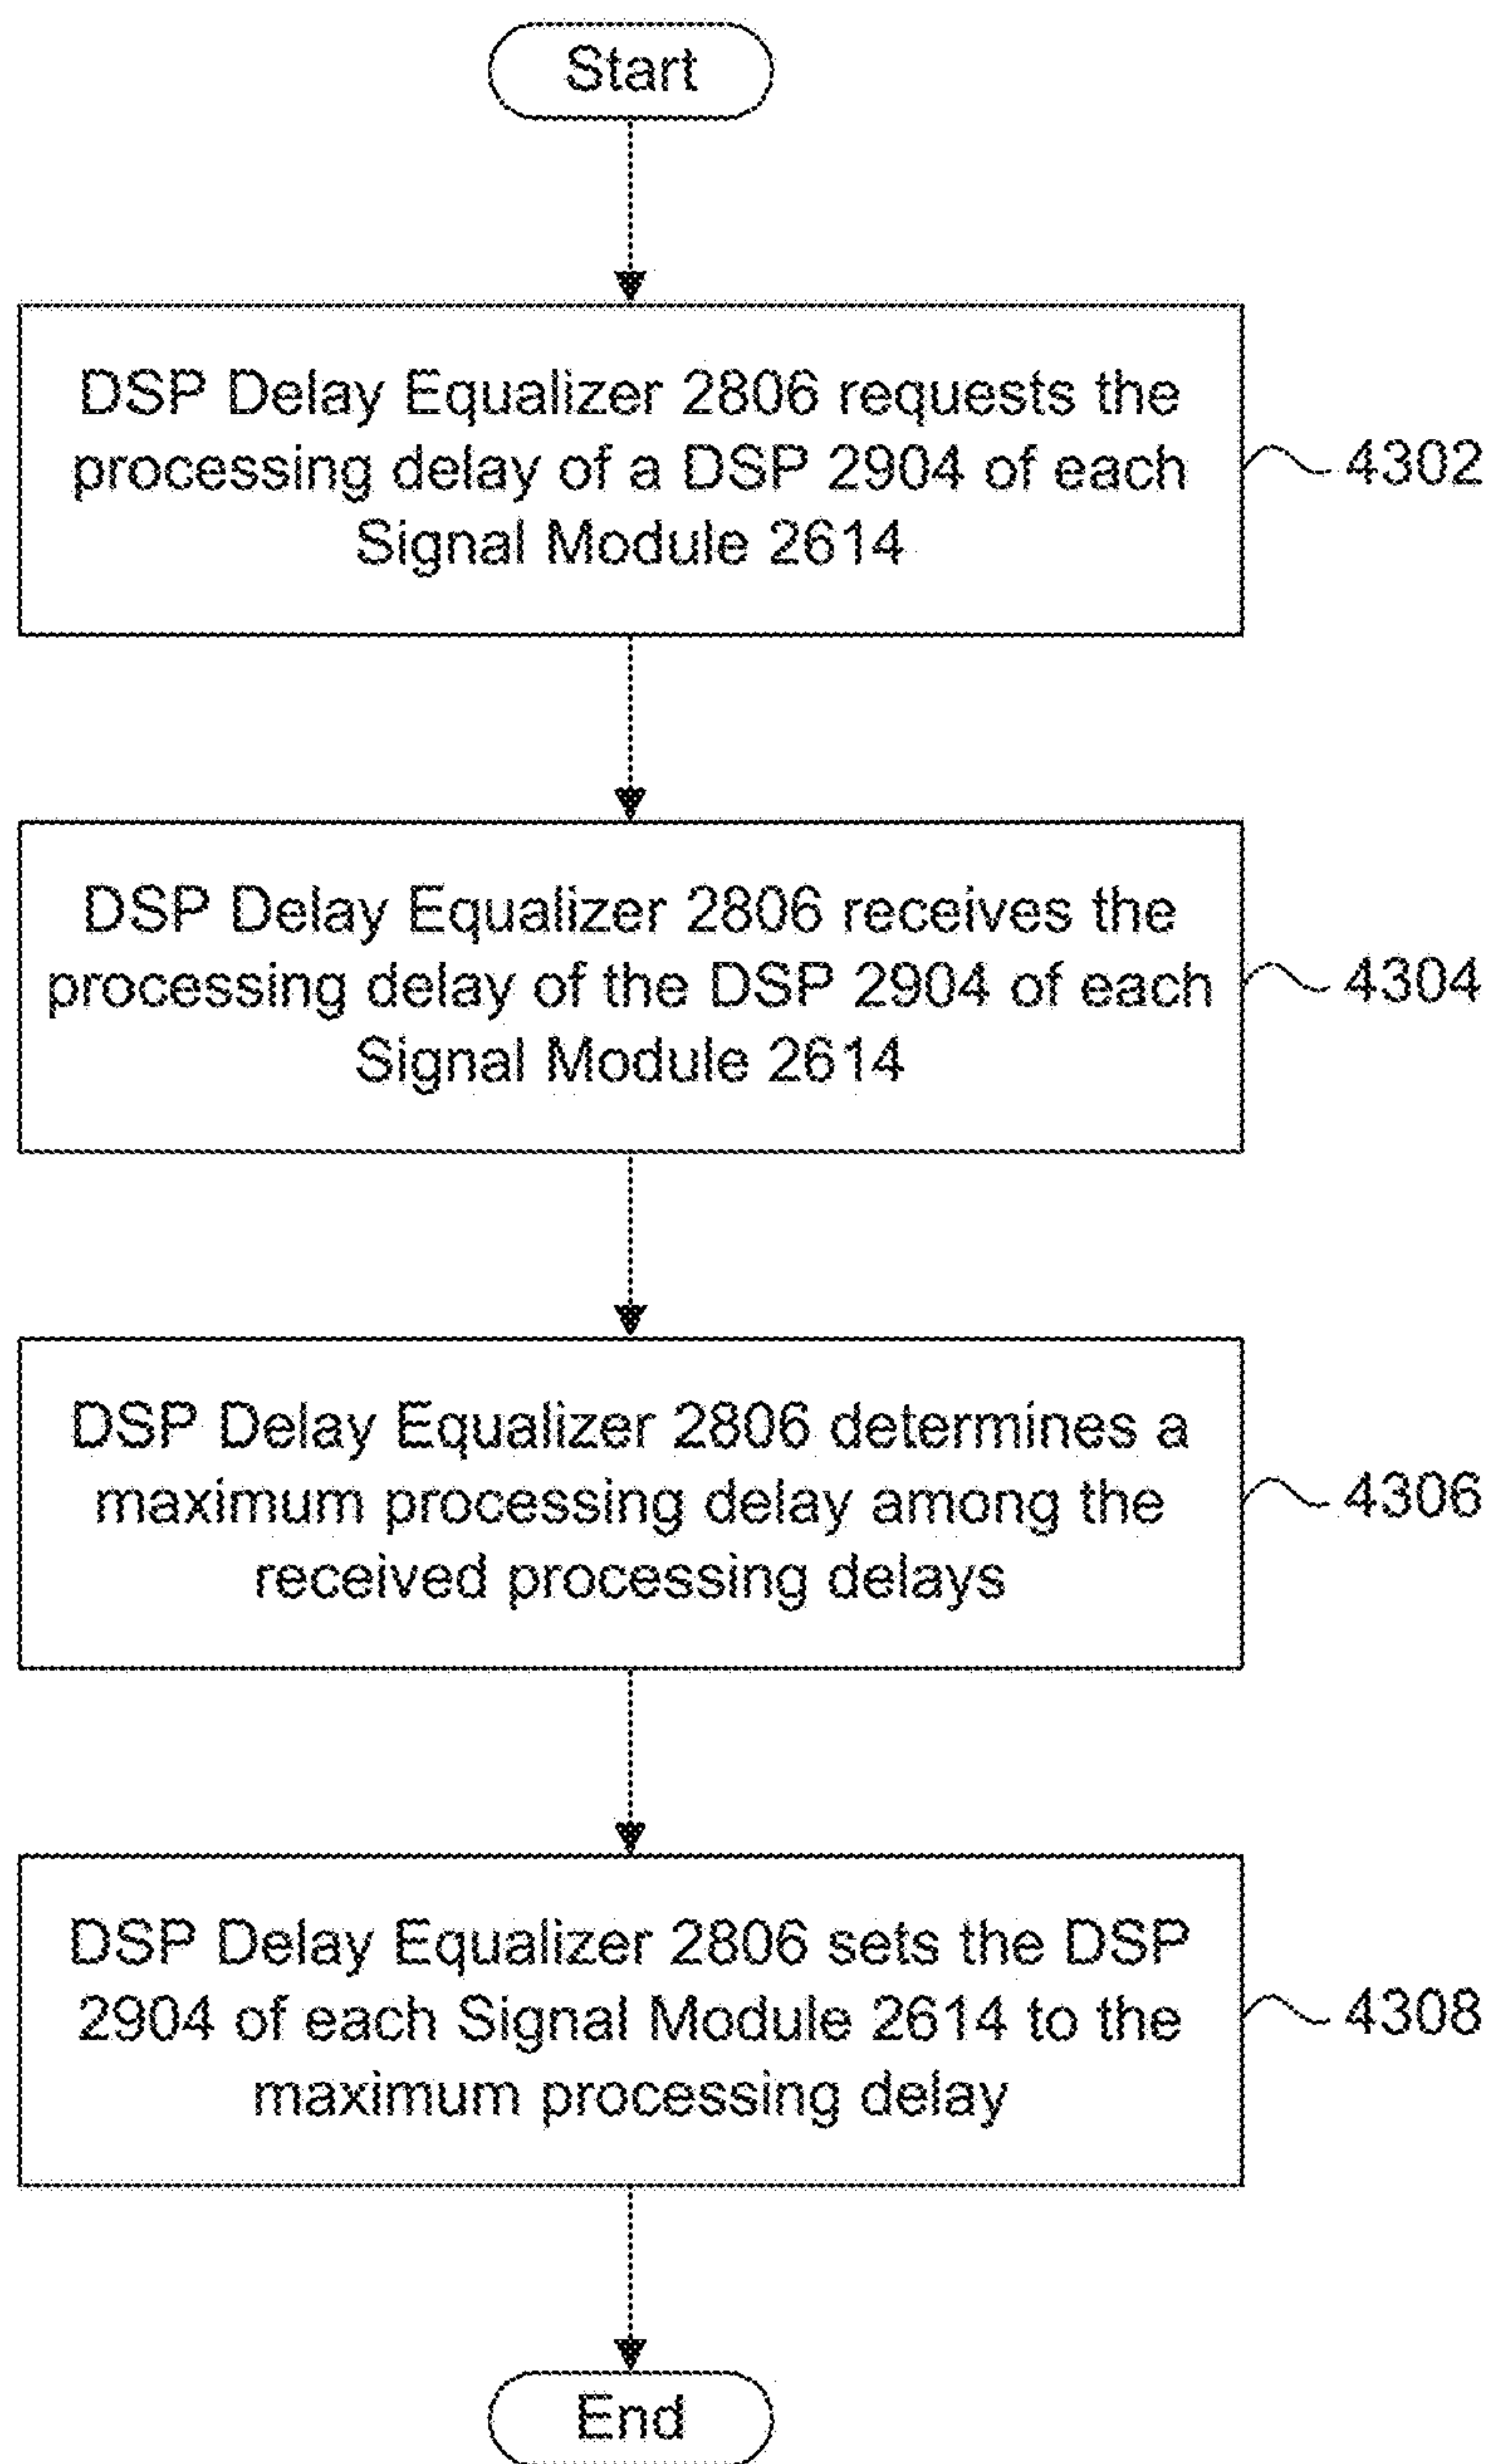 Start
DSP Delay Equalizer 2806 requests the
processing delay of a DSP 2904 of each
Signal Module 2614
4302
DSP Delay Equalizer 2806 receives the
processing delay of the DSP 2904 of each
Signal Module 2614
4304
DSP Delay Equalizer 2806 determines a
maximum processing delay among the
received processing delays
4306
DSP Delay Equalizer 2806 sets the DSP
2904 of each Signal Module 2614 to the
maximum processing delay
4308
End